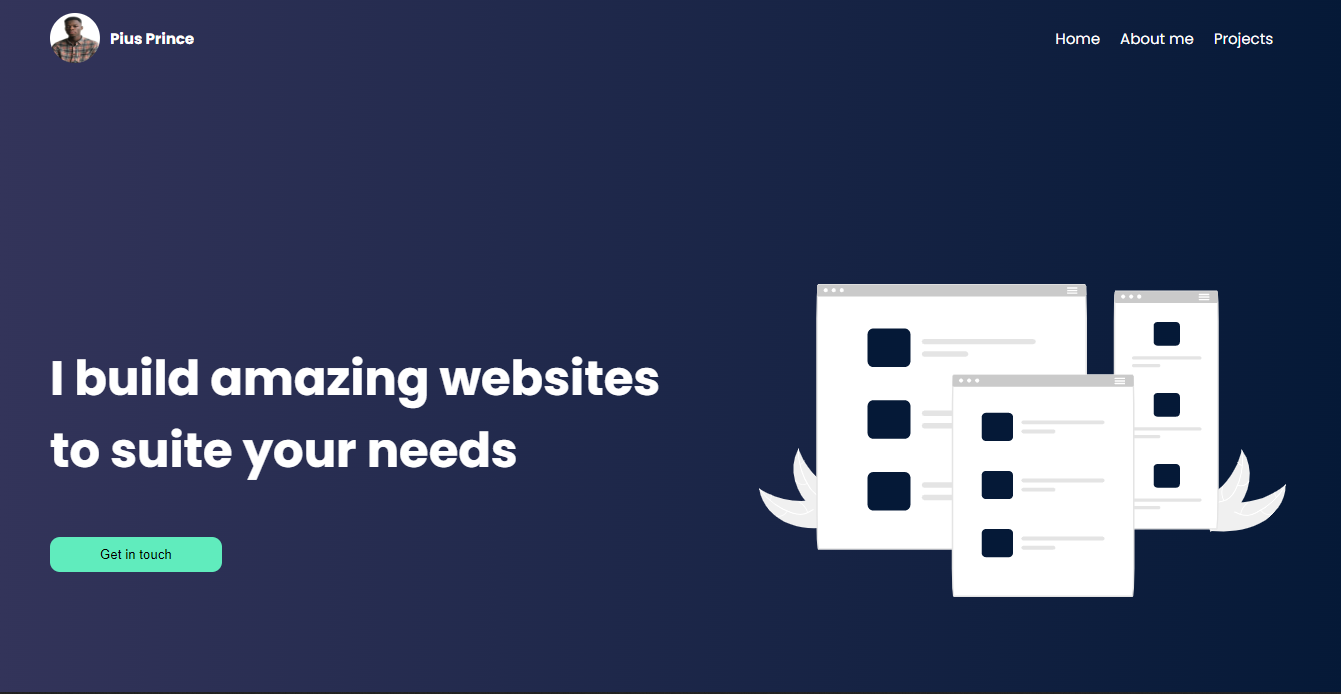 Pius Prince
Home About me Projects
I build amazing websites
to suite your needs
Get in touch